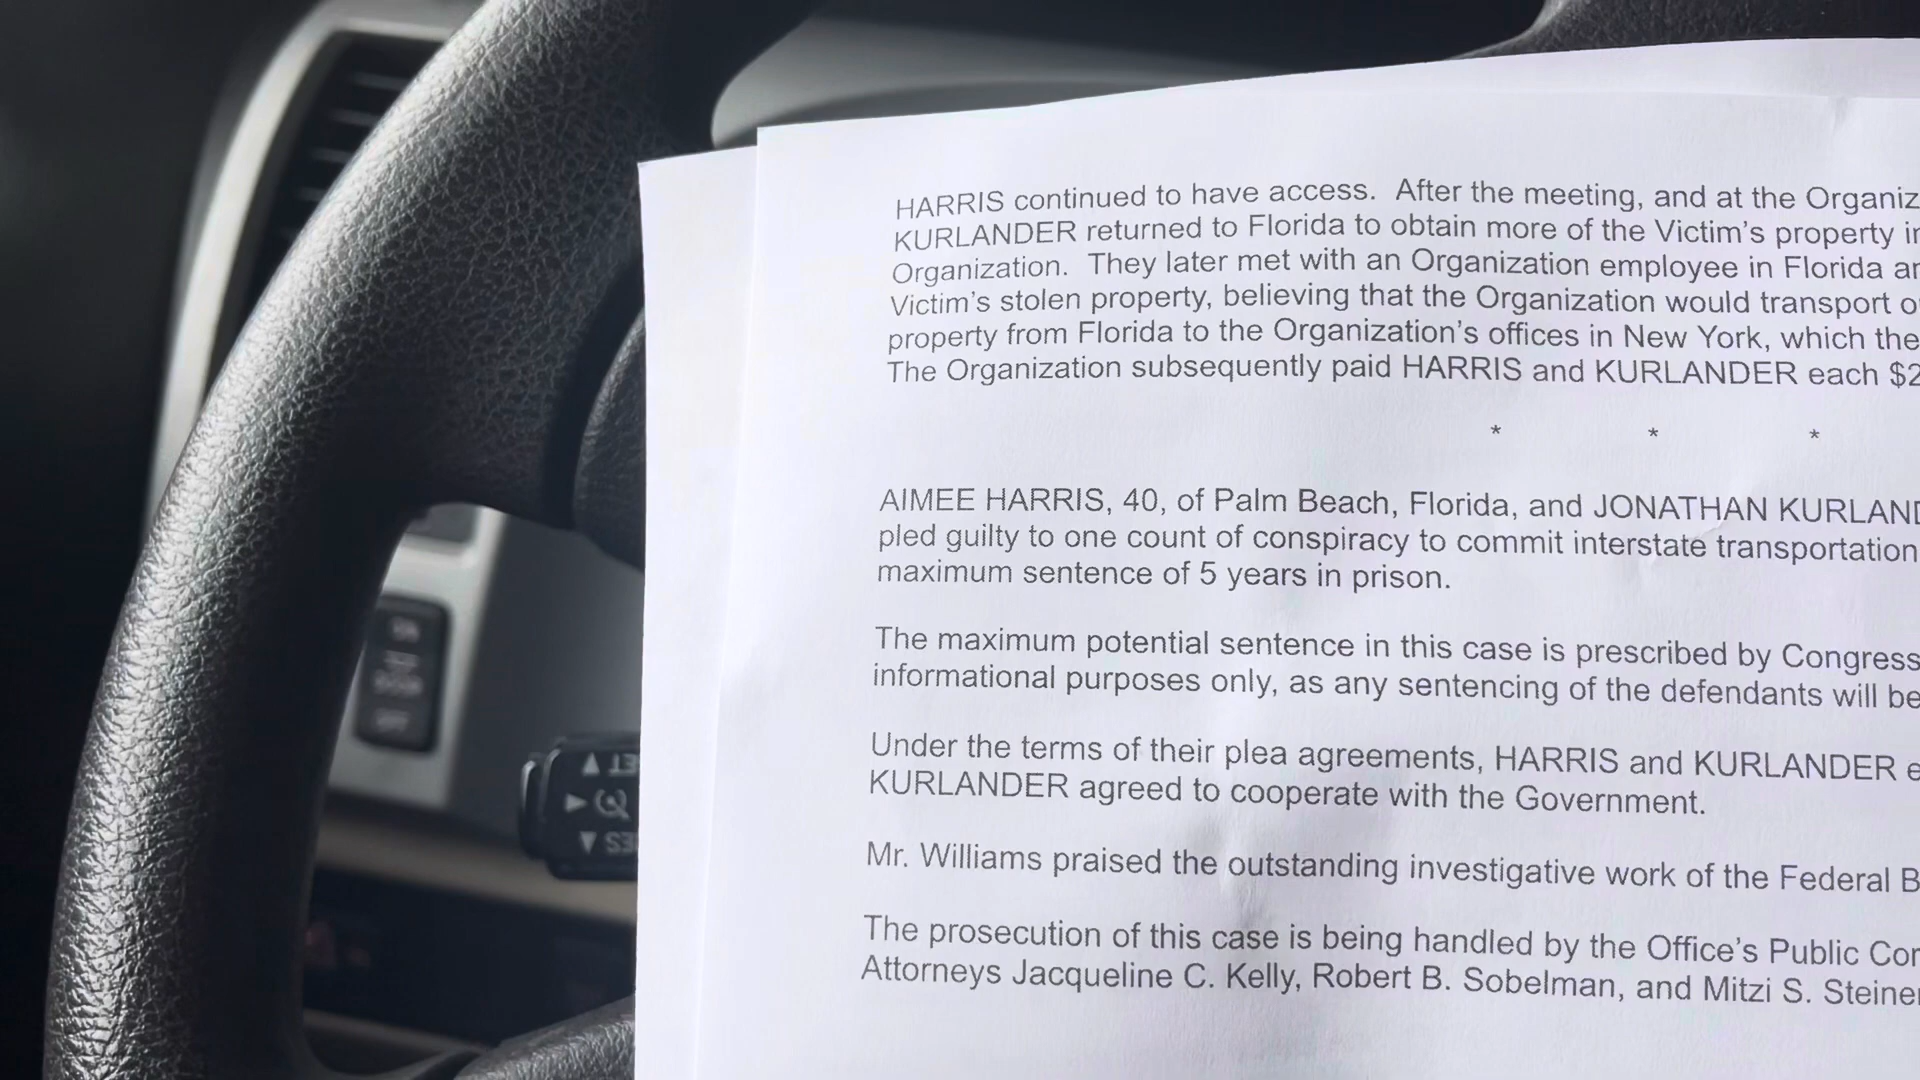 HARRIS continued to have access. After the meeting, and at the Organiz
KURLANDER returned to Florida to obtain more of the Victim's property in
Organization. They later met with an Organization employee in Florida
Victim's stolen property, believing that the Organization would transport
property from Florida to the Organization's offices in New York, which
The Organization subsequently paid HARRIS and KURLANDER each $2
* * *
AIMEE HARRIS, 40, of Palm Beach, Florida, and JONATHAN KURLAND
pled guilty to one count of conspiracy to commit interstate transportation
maximum sentence of 5 years in prison.
The maximum potential sentence in this case is prescribed by Congress
informational purposes only, as any sentencing of the defendants will be
Under the terms of their plea agreements, HARRIS and KURLANDER e
KURLANDER agreed to cooperate with the Government.
Mr. Williams praised the outstanding investigative work of the Federal B
The prosecution of this case is being handled by the Office's Public Cor
Attorneys Jacqueline C. Kelly, Robert B. Sobelman, and Mitzi S. Steiner